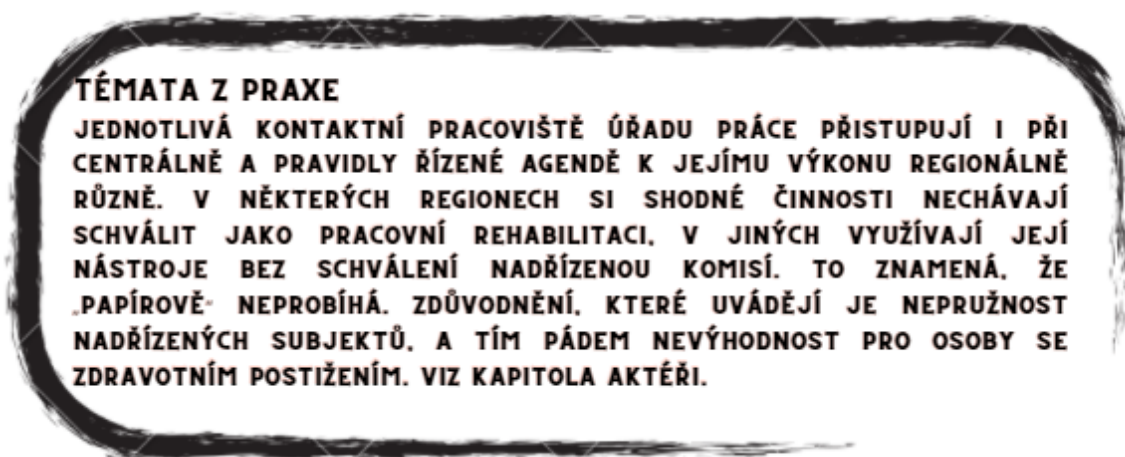 TÉMATA Z PRAXE
JEDNOTLIVÁ KONTAKTNÍ PRACOVIŠTĚ ÚŘADU PRÁCE PŘISTUPUJÍ I PŘI
CENTRÁLNĚ A PRAVIDLY ŘÍZENÉ AGENDĚ K JEJÍMU VÝKONU REGIONÁLNĚ
RŮZNĚ. V NĚKTERÝCH REGIONECH SI SHODNÉ ČINNOSTI NECHÁVAJÍ
SCHVÁLIT JAKO PRACOVNÍ REHABILITACI, V JINÝCH VYUŽÍVAJÍ JEJÍ
NÁSTROJE BEZ SCHVÁLENÍ NADŘÍZENOU KOMISÍ. TO ZNAMENÁ, ŽE
„PAPÍROVĚ“ NEPROBÍHÁ. ZDŮVODNĚNÍ, KTERÉ UVÁDĚJÍ JE NEPRUŽNOST
NADŘÍZENÝCH SUBJEKTŮ, A TÍM PÁDEM NEVÝHODNOST PRO OSOBY SE
ZDRAVOTNÍM POSTIŽENÍM. VIZ KAPITOLA AKTÉŘI.